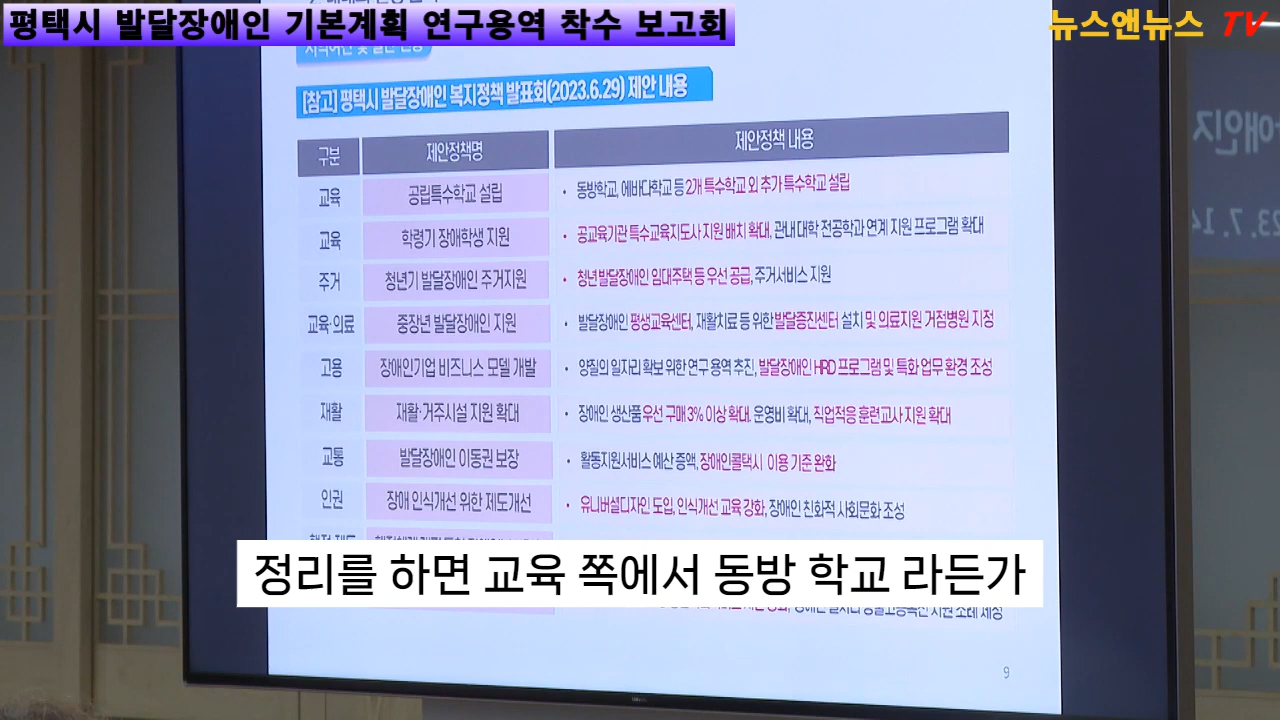 평택시 발달장애인 기본계획 연구용역 착수 보고회
뉴스앤뉴스 TV
[참고] 평택시 발달장애인 복지정책 발표회(2023.6.29) 제안 내용
구분 제안정책명 제안정책 내용
교육 공립특수학교 설립 • 동방학교, 에바다학교 등 2개 특수학교 외 추가 특수학교 설립
교육 학령기 장애학생 지원 • 공교육기관 특수교육지도사 지원 배치 확대, 관내 대학 전공학과 연계 지원 프로그램 확대
주거 청년기 발달장애인 주거지원 • 청년 발달장애인 임대주택 등 우선 공급, 주거서비스 지원
교육·의료 중장년 발달장애인 지원 • 발달장애인 평생교육센터, 재활치료 등 위한 발달증진센터 설치 및 의료지원 거점병원 지정
고용 장애인기업 비즈니스 모델 개발 • 양질의 일자리 확보 위한 연구 용역 추진, 발달장애인 HRD 프로그램 및 특화 업무 환경 조성
재활 재활·거주시설 지원 확대 • 장애인 생산품 우선 구매 3% 이상 확대. 운영비 확대, 직업적응 훈련교사 지원 확대
교통 발달장애인 이동권 보장 • 활동지원서비스 예산 증액, 장애인콜택시 이용 기준 완화
인권 장애 인식개선 위한 제도개선 • 유니버셜디자인 도입, 인식개선 교육 강화, 장애인 친화적 사회문화 조성
정리를 하면 교육 쪽에서 동방 학교 라든가
지원 조례 제정
9